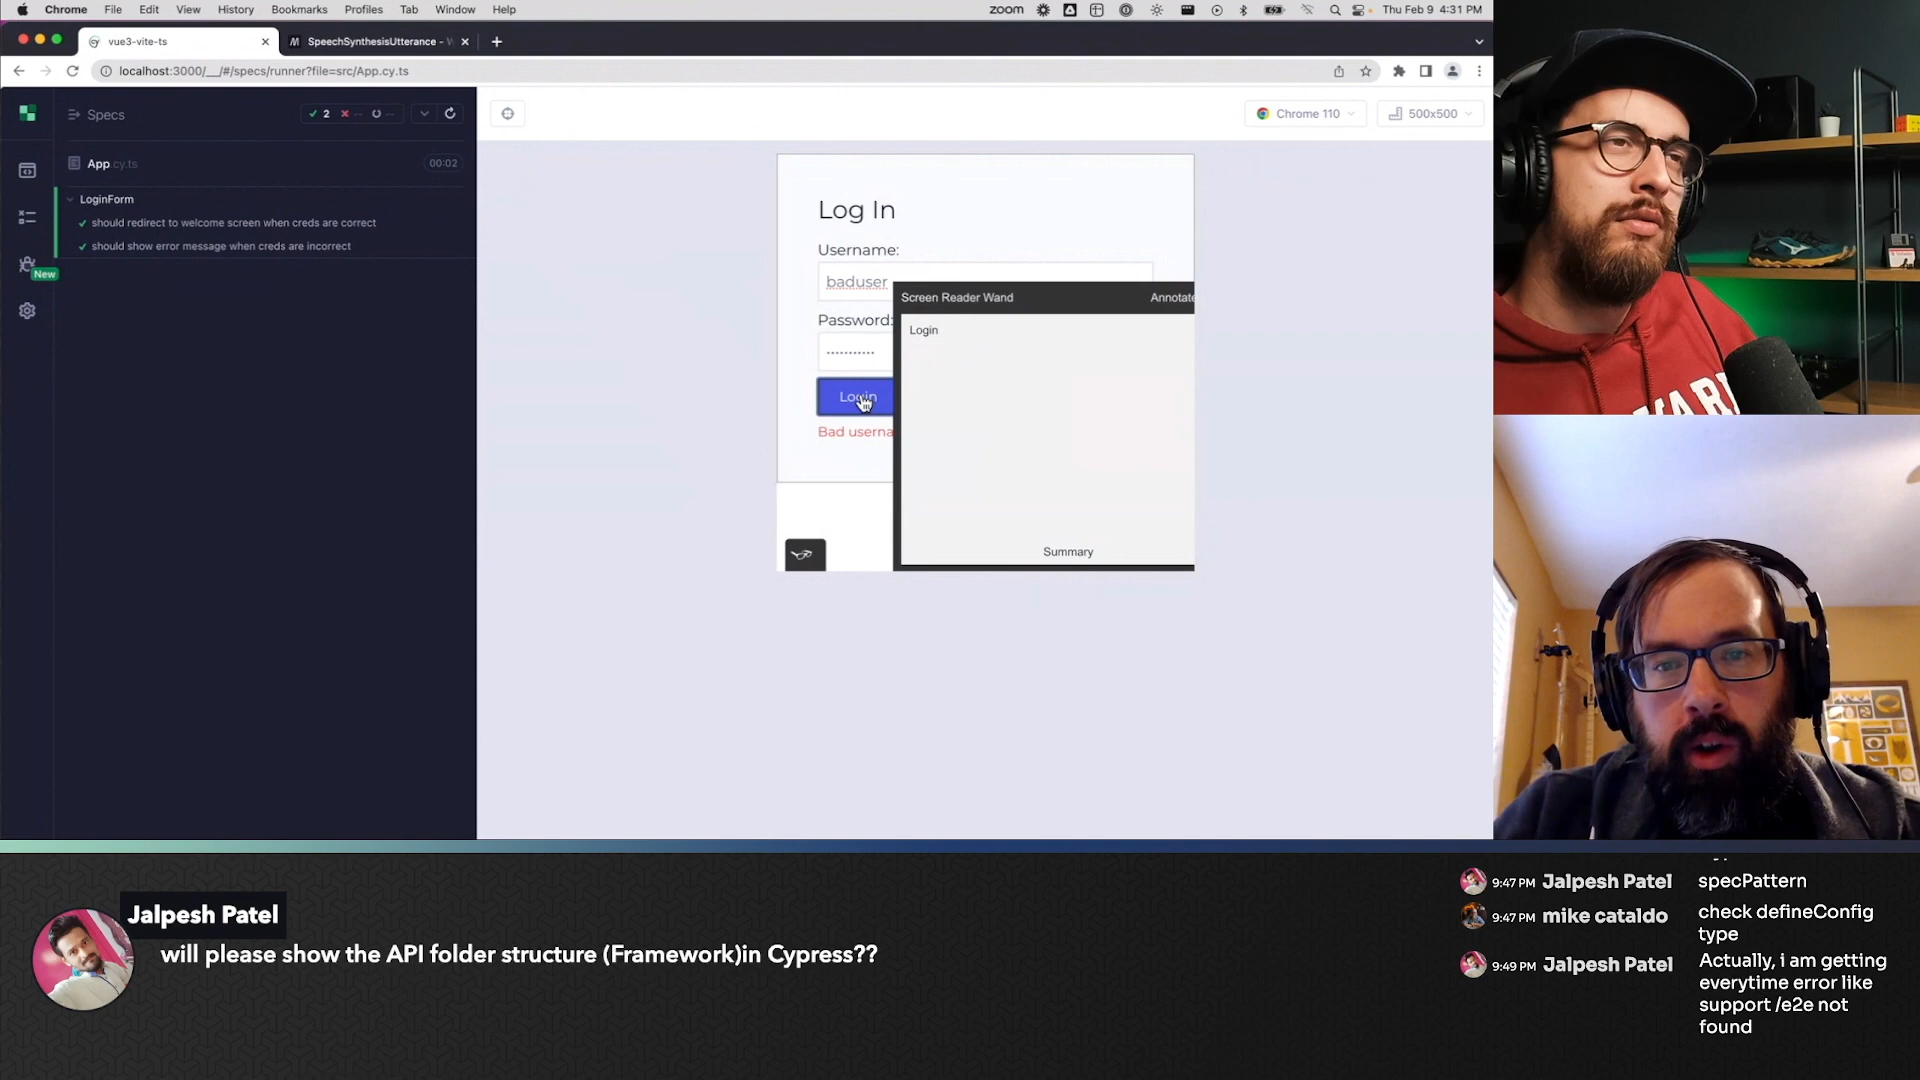 Chrome File Edit View History Bookmarks Profiles Tab Window Help
zoom
Thu Feb 9 4:31 PM
vue3-vite-ts
SpeechSynthesisUtterance -
localhost:3000/__/#/specs/runner?file=src/App.cy.ts
Specs
2
--
--
Chrome 110
500x500
App cy.ts
00:02
LoginForm
should redirect to welcome screen when creds are correct
should show error message when creds are incorrect
New
Log In
Username:
baduser
Password:
Login
Bad userna
Screen Reader Wand
Annotate
Login
Summary
Jalpesh Patel
will please show the API folder structure (Framework)in Cypress??
9:47 PM Jalpesh Patel specPattern
9:47 PM mike cataldo check defineConfig
type
9:49 PM Jalpesh Patel Actually, i am getting
everytime error like
support /e2e not
found